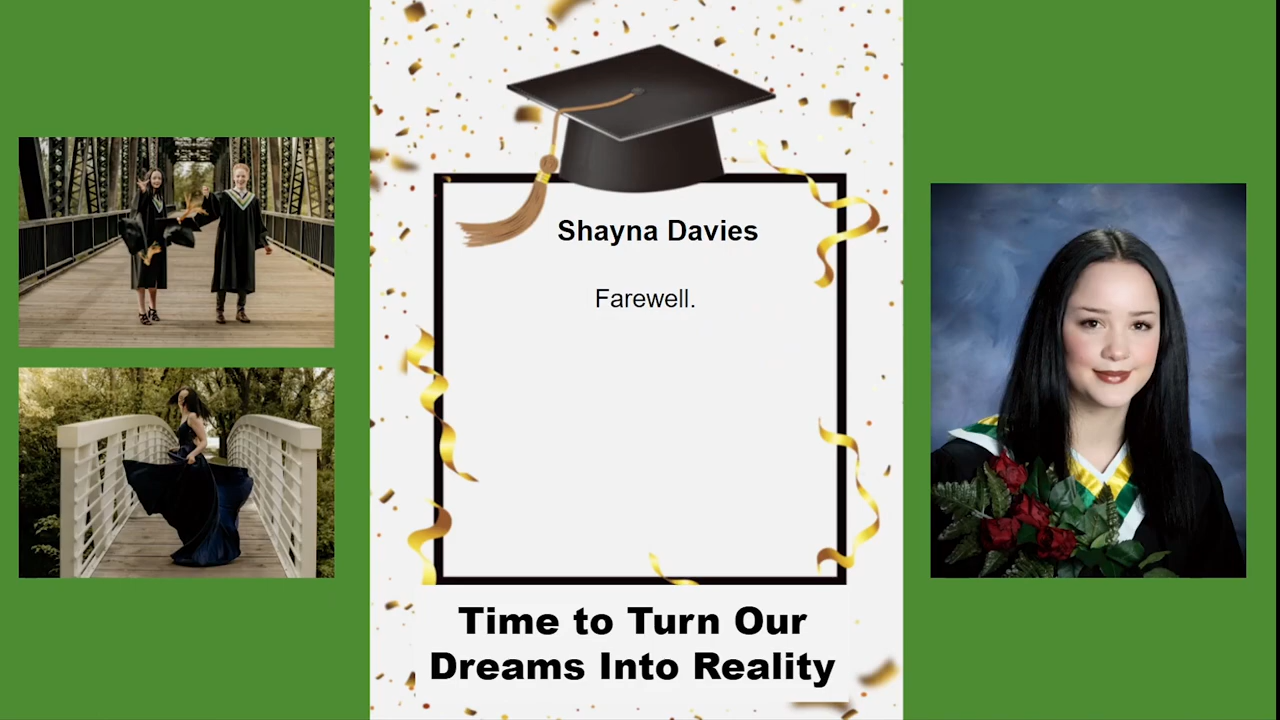 Shayna Davies
Farewell.
Time to Turn Our
Dreams Into Reality